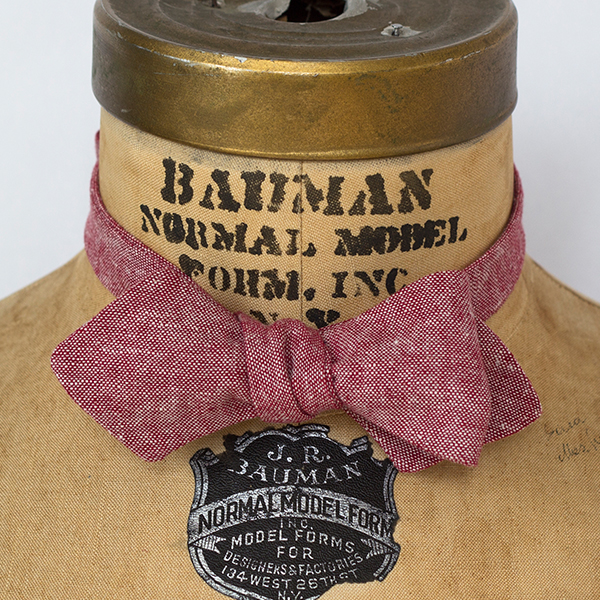 BAUMAN
NORMAL MODEL
FORM, INC
N.Y.
J.R.
BAUMAN
NORMAL MODEL FORM
INC.
MODEL FORMS
FOR
DESIGNERS & FACTORIES
134 WEST 26TH ST
N.Y.